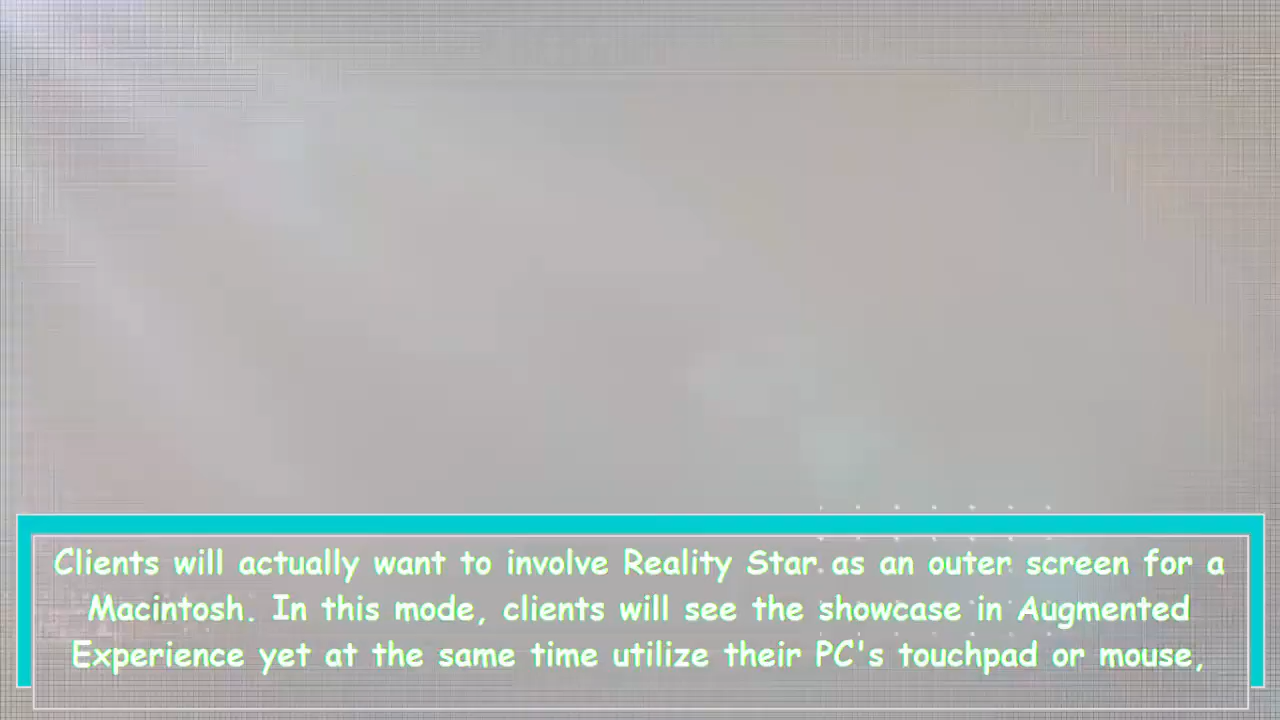 Clients will actually want to involve Reality Star as an outer screen for a
Macintosh. In this mode, clients will see the showcase in Augmented
Experience yet at the same time utilize their PC's touchpad or mouse,